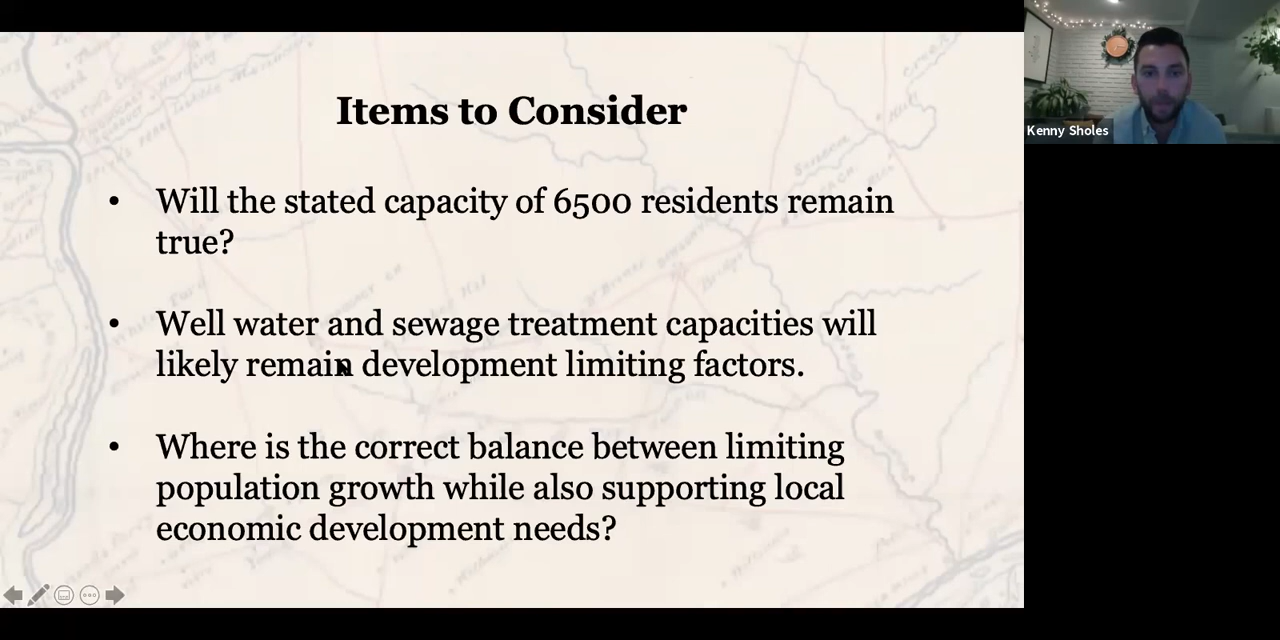 Items to Consider
• Will the stated capacity of 6500 residents remain
true?
• Well water and sewage treatment capacities will
likely remain development limiting factors.
• Where is the correct balance between limiting
population growth while also supporting local
economic development needs?
Kenny Sholes